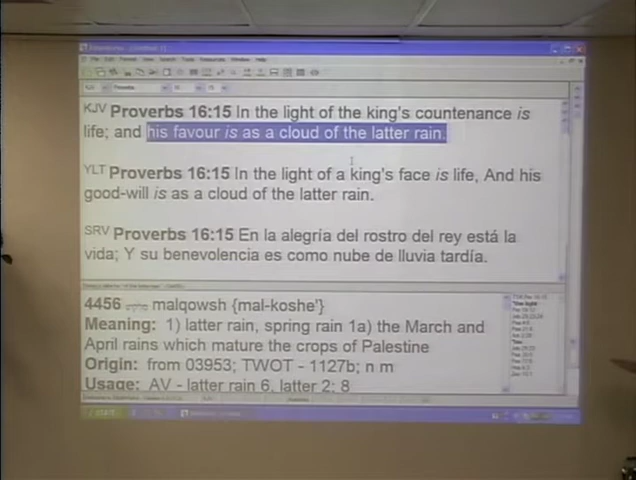 KJV Proverbs 16:15 In the light of the king's countenance is
life; and his favour is as a cloud of the latter rain.
YLT Proverbs 16:15 In the light of a king's face is life, And his
good-will is as a cloud of the latter rain.
SRV Proverbs 16:15 En la alegría del rostro del rey está la
vida; Y su benevolencia es como nube de lluvia tardía.
4456 malqowsh {mal-koshe'}
Meaning: 1) latter rain, spring rain 1a) the March and
April rains which mature the crops of Palestine
Origin: from 03953; TWOT - 1127b; n m
Usage: AV - latter rain 6, latter 2; 8